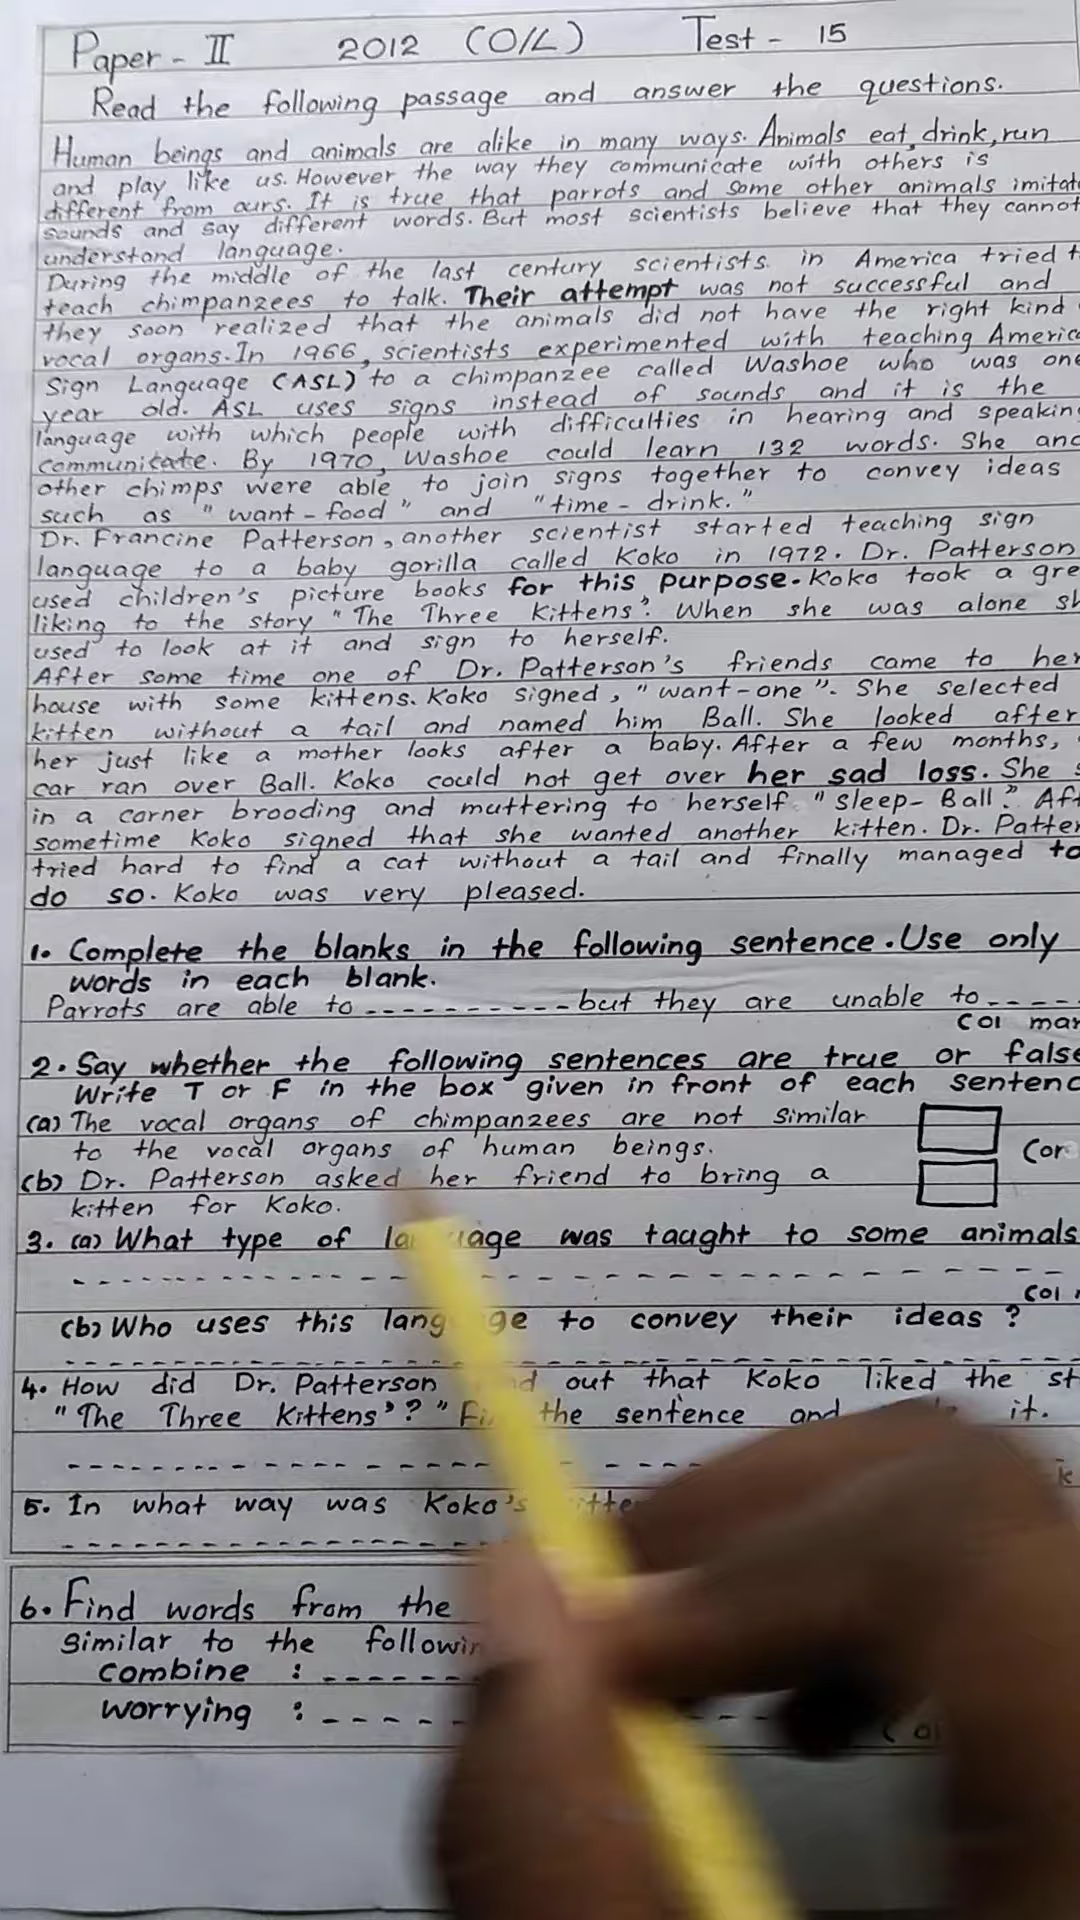 Paper - II 2012 (O/L) Test - 15
Read the following passage and answer the questions.
Human beings and animals are alike in many ways. Animals eat, drink, run
and play like us. However the way they communicate with others is
different from ours. It is true that parrots and some other animals imitate
sounds and say different words. But most scientists believe that they cannot
understand language.
During the middle of the last century scientists in America tried t
teach chimpanzees to talk. Their attempt was not successful and
they soon realized that the animals did not have the right kind
vocal organs. In 1966, scientists experimented with teaching Americ
Sign Language (ASL) to a chimpanzee called Washoe who was one
year old. ASL uses signs instead of sounds and it is the
language with which people with difficulties in hearing and speakin
communicate. By 1970, Washoe could learn 132 words. She and
other chimps were able to join signs together to convey ideas
such as "want - food" and "time - drink."
Dr. Francine Patterson, another scientist started teaching sign
language to a baby gorilla called Koko in 1972. Dr. Patterson
used children's picture books for this purpose. Koko took a gre
liking to the story "The Three Kittens". When she was alone sh
used to look at it and sign to herself.
After some time one of Dr. Patterson's friends came to her
house with some kittens. Koko signed, "want-one". She selected
kitten without a tail and named him Ball. She looked after
her just like a mother looks after a baby. After a few months,
car ran over Ball. Koko could not get over her sad loss. She s
in a corner brooding and muttering to herself "sleep- Ball". Aft
sometime Koko signed that she wanted another kitten. Dr. Patter
tried hard to find a cat without a tail and finally managed to
do so. Koko was very pleased.
1. Complete the blanks in the following sentence. Use only
words in each blank.
Parrots are able to ---------- but they are unable to -----
(01 mar
2. Say whether the following sentences are true or false
Write T or F in the box given in front of each sentenc
(a) The vocal organs of chimpanzees are not similar
to the vocal organs of human beings.
(b) Dr. Patterson asked her friend to bring a
kitten for Koko.
3. (a) What type of language was taught to some animals
(01
(b) Who uses this language to convey their ideas ?
4. How did Dr. Patterson out that Koko liked the st
"The Three Kittens'?" the sentence and it.
5. In what way was Koko's
6. Find words from the
similar to the
combine : ------
worrying : -----